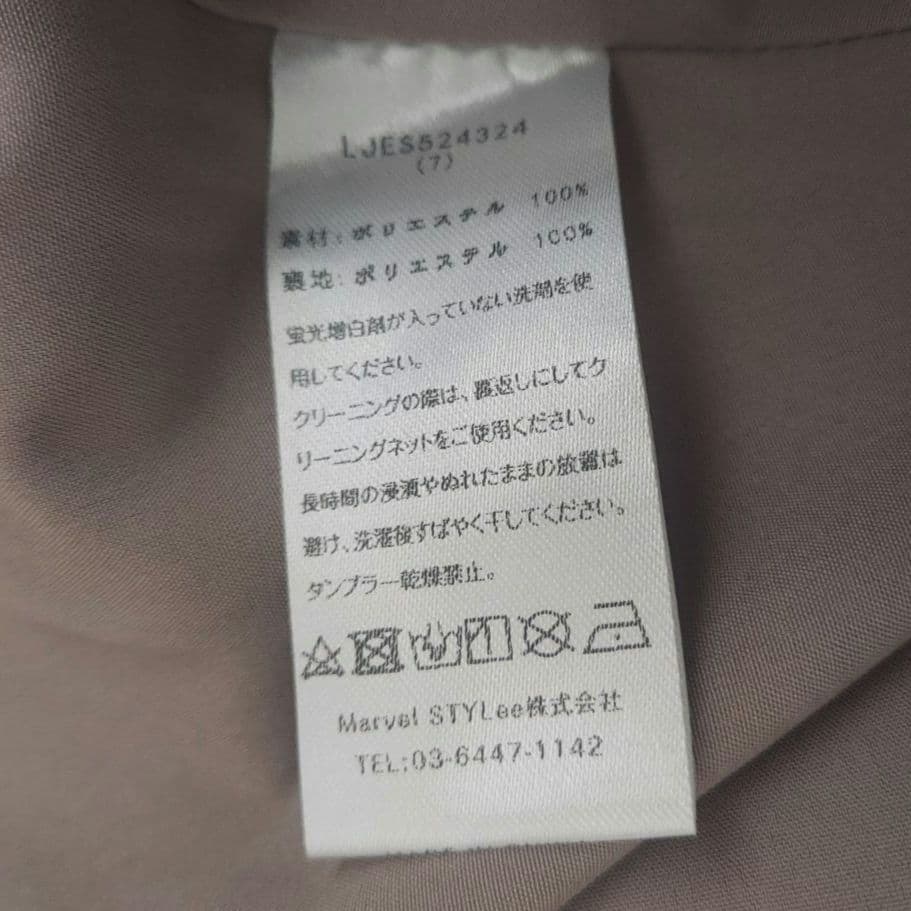 LJES524324
(7)
素材:ポリエステル 100%
裏地:ポリエステル 100%
蛍光増白剤が入っていない洗剤を使
用してください。
クリーニングの際は、裏返しにしてク
リーニングネットをご使用ください。
長時間の浸漬やぬれたままの放置は
避け、洗濯後すばやく干してください。
タンブラー乾燥禁止。
Marvel STYLee株式会社
TEL:03-6447-1142